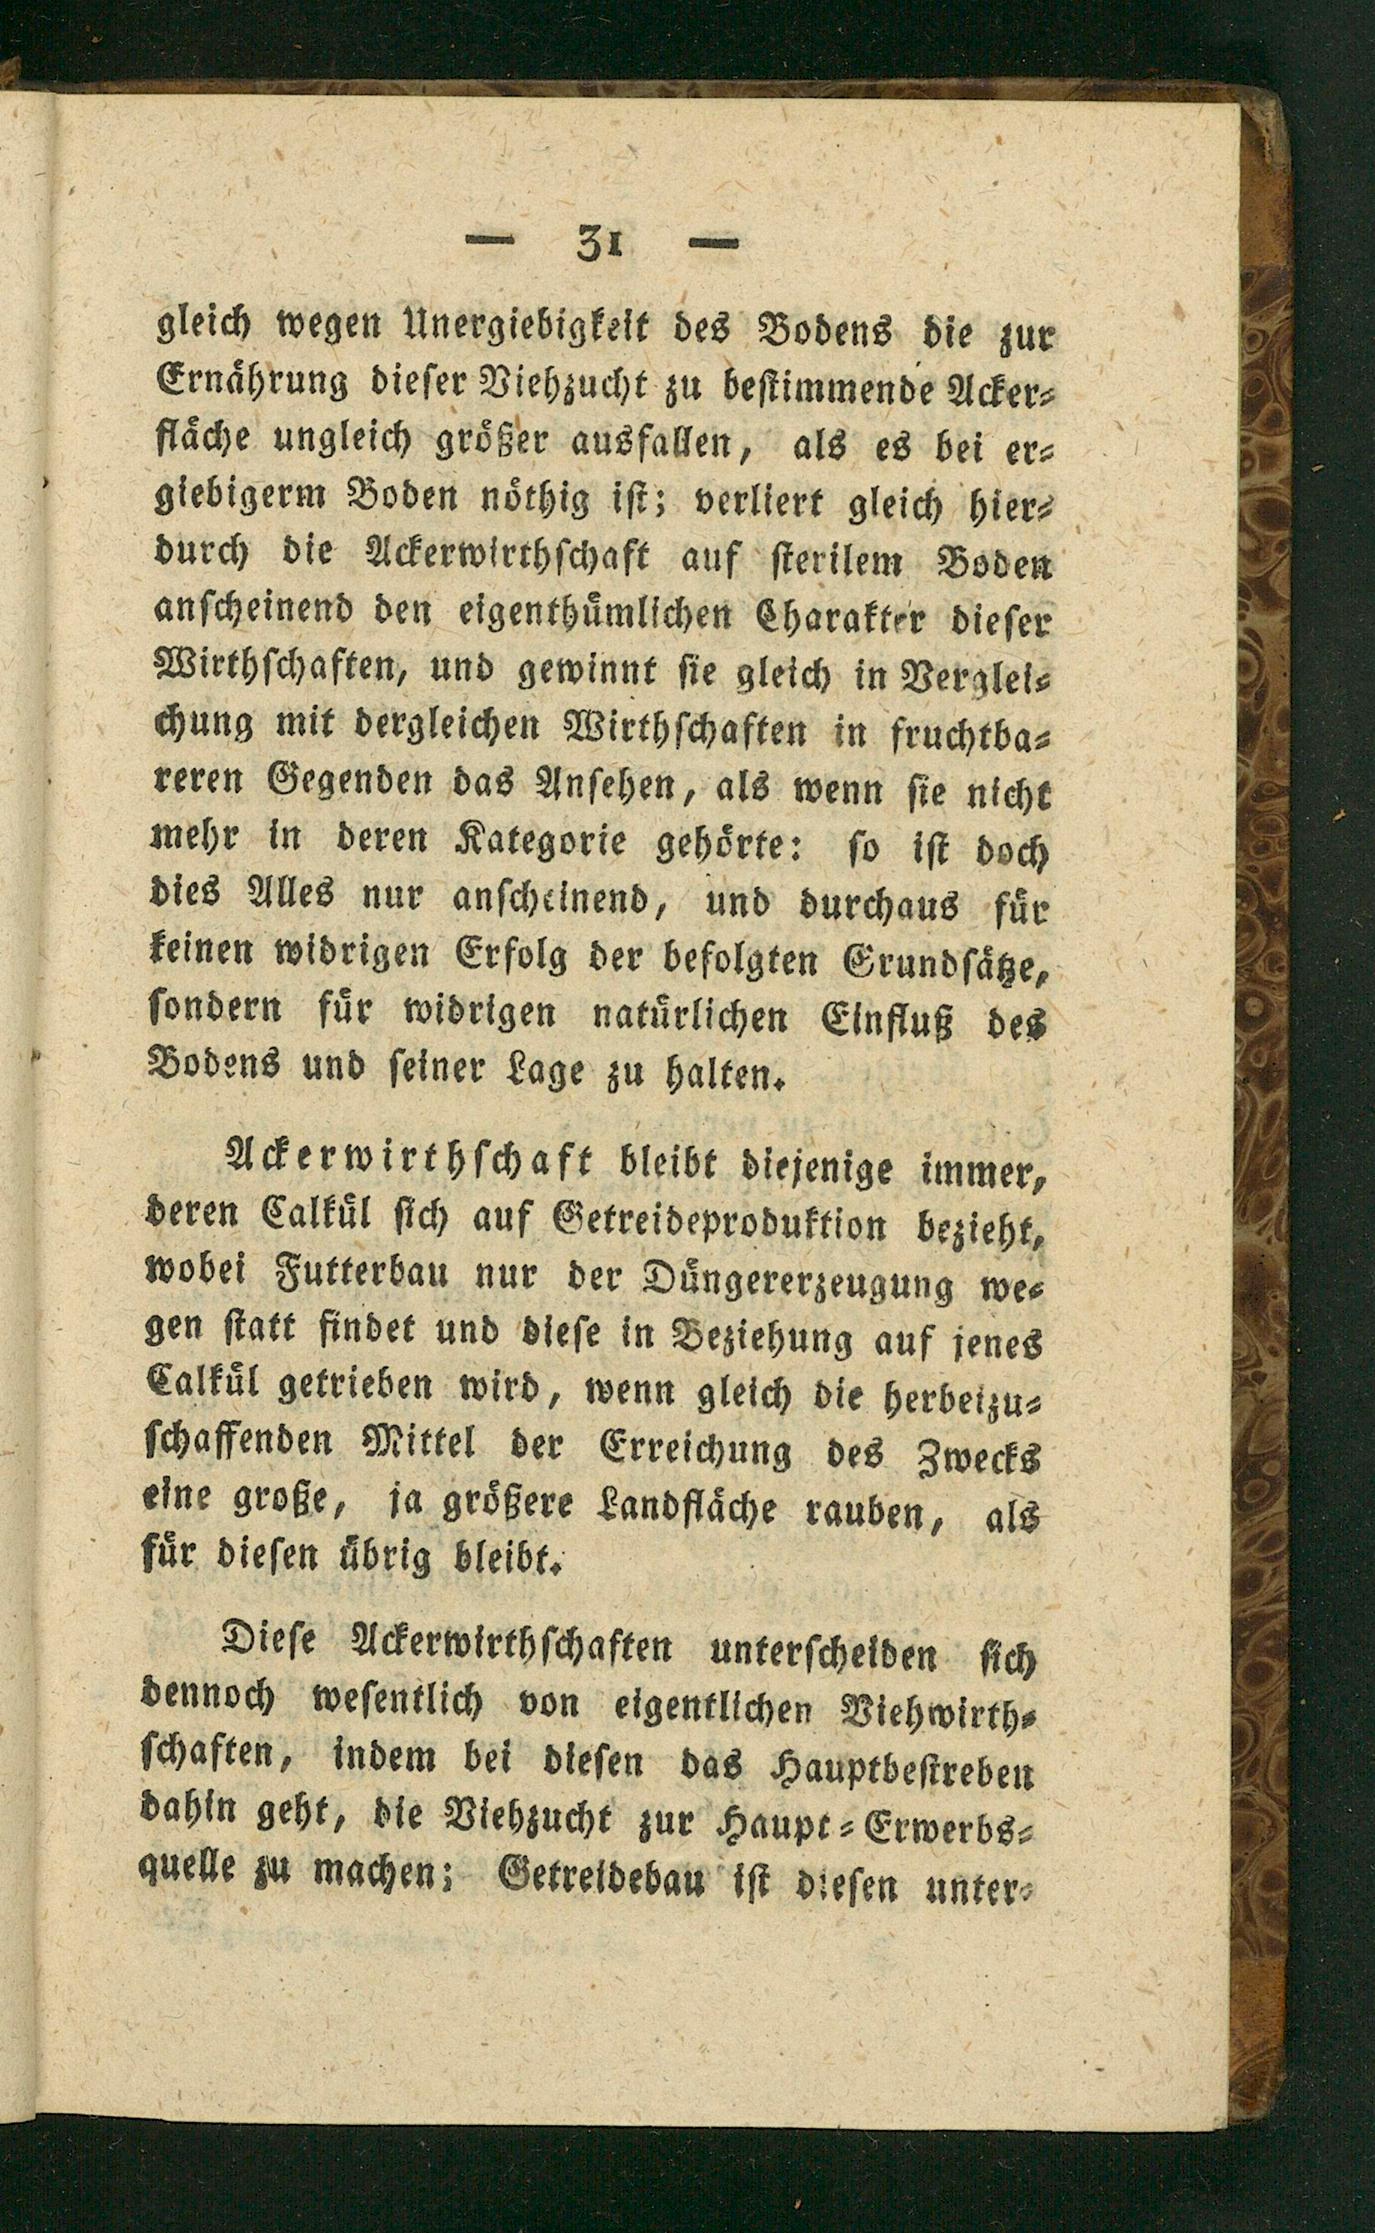 — 31 —
gleich wegen Unergiebigkeit des Bodens die zur
Ernährung dieser Viehzucht zu bestimmende Acker-
fläche ungleich größer ausfallen, als es bei er-
giebigerm Boden nöthig ist; verliert gleich hier-
durch die Ackerwirthschaft auf sterilem Boden
anscheinend den eigenthümlichen Charakter dieser
Wirthschaften, und gewinnt sie gleich in Verglei-
chung mit dergleichen Wirthschaften in fruchtba-
reren Gegenden das Ansehen, als wenn sie nicht
mehr in deren Kategorie gehörte: so ist doch
dies Alles nur anscheinend, und durchaus für
keinen widrigen Erfolg der befolgten Grundsätze,
sondern für widrigen natürlichen Einfluß des
Bodens und seiner Lage zu halten.
Ackerwirthschaft bleibt diejenige immer,
deren Calkül sich auf Getreideproduktion bezieht,
wobei Futterbau nur der Düngererzeugung we-
gen statt findet und diese in Beziehung auf jenes
Calkül getrieben wird, wenn gleich die herbeizu-
schaffenden Mittel der Erreichung des Zwecks
eine große, ja größere Landfläche rauben, als
für diesen übrig bleibt.
Diese Ackerwirthschaften unterscheiden sich
dennoch wesentlich von eigentlichen Viehwirth-
schaften, indem bei diesen das Hauptbestreben
dahin geht, die Viehzucht zur Haupt-Erwerbs-
quelle zu machen; Getreidebau ist diesen unter-